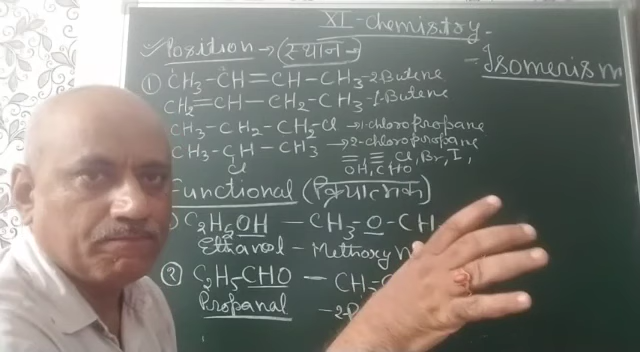 XI-Chemistry-
✓Position→(स्थान-
-Isomerism
① CH3-CH=CH-CH3-2-Butene
CH2=CH-CH2-CH3-1-Butene
CH3-CH2-CH2-Cl→1-chloropropane
CH3-CH-CH3→2-chloropropane
Cl
= ≡ Cl, Br, I,
OH, CHO
Functional (क्रियात्मक)
C2H5OH - CH3-O-CH
Ethanol - Methoxy
② C2H5CHO - CH
Propanal -2-